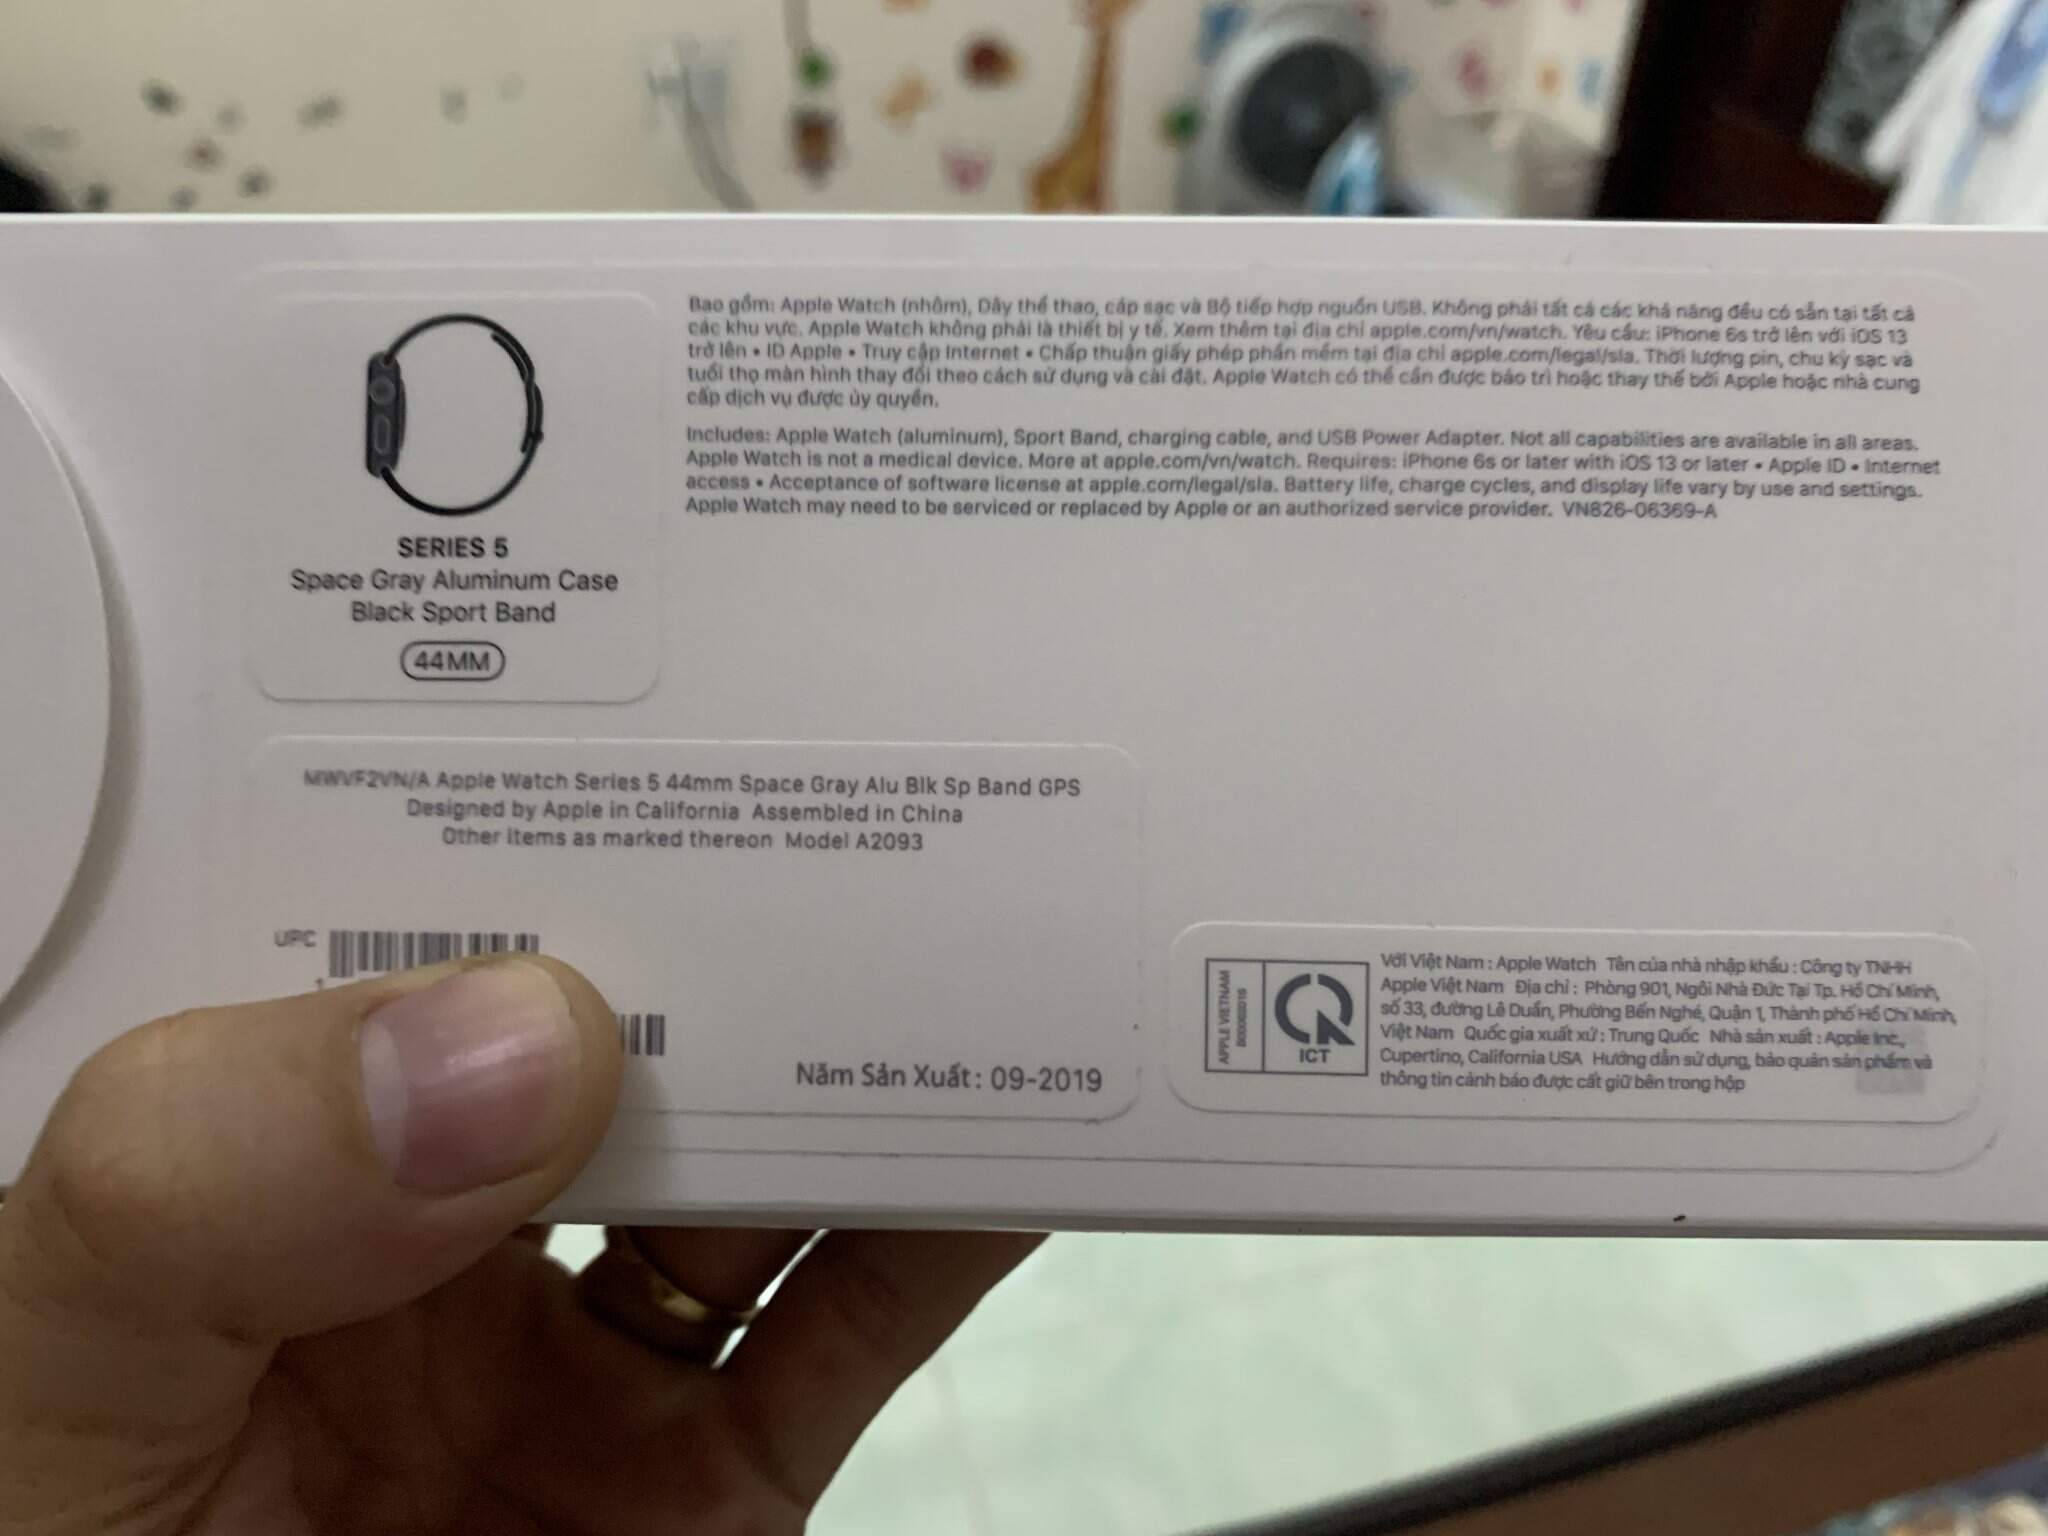 Bao gồm: Apple Watch (nhôm), Dây thể thao, cáp sạc và Bộ tiếp hợp nguồn USB. Không phải tất cả các khả năng đều có sẵn tại tất cả
các khu vực. Apple Watch không phải là thiết bị y tế. Xem thêm tại địa chỉ apple.com/vn/watch. Yêu cầu: iPhone 6s trở lên với iOS 13
trở lên • ID Apple • Truy cập Internet • Chấp thuận giấy phép phần mềm tại địa chỉ apple.com/legal/sla. Thời lượng pin, chu kỳ sạc và
tuổi thọ màn hình thay đổi theo cách sử dụng và cài đặt. Apple Watch có thể cần được bảo trì hoặc thay thế bởi Apple hoặc nhà cung
cấp dịch vụ được ủy quyền.
Includes: Apple Watch (aluminum), Sport Band, charging cable, and USB Power Adapter. Not all capabilities are available in all areas.
Apple Watch is not a medical device. More at apple.com/vn/watch. Requires: iPhone 6s or later with iOS 13 or later • Apple ID • Internet
access • Acceptance of software license at apple.com/legal/sla. Battery life, charge cycles, and display life vary by use and settings.
Apple Watch may need to be serviced or replaced by Apple or an authorized service provider. VN826-06369-A
SERIES 5
Space Gray Aluminum Case
Black Sport Band
44MM
MWVF2VN/A Apple Watch Series 5 44mm Space Gray Alu Blk Sp Band GPS
Designed by Apple in California Assembled in China
Other items as marked thereon Model A2093
UPC
1
Năm Sản Xuất: 09-2019
APPLE VIETNAM
ICT
Với Việt Nam : Apple Watch Tên của nhà nhập khẩu : Công ty TNHH
Apple Việt Nam Địa chỉ : Phòng 901, Ngôi Nhà Đức Tại Tp. Hồ Chí Minh,
số 33, đường Lê Duẩn, Phường Bến Nghé, Quận 1, Thành phố Hồ Chí Minh,
Việt Nam Quốc gia xuất xứ : Trung Quốc Nhà sản xuất : Apple Inc.,
Cupertino, California USA Hướng dẫn sử dụng, bảo quản sản phẩm và
thông tin cảnh báo được cất giữ bên trong hộp